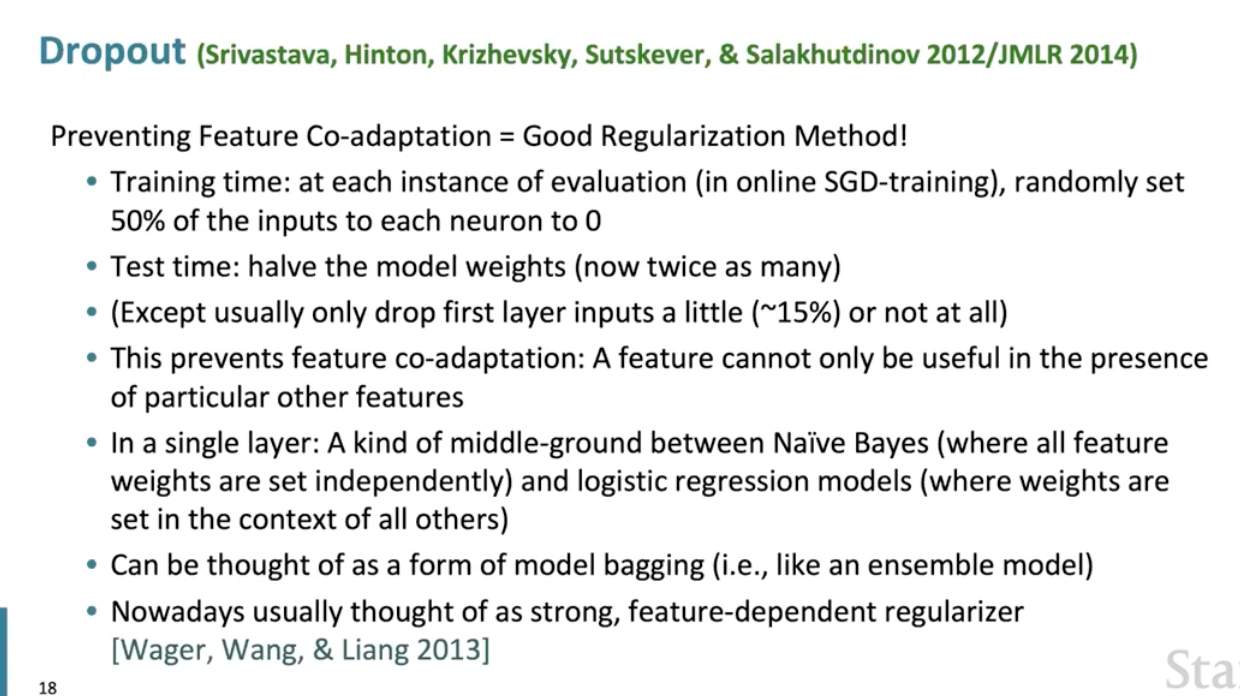 Dropout (Srivastava, Hinton, Krizhevsky, Sutskever, & Salakhutdinov 2012/JMLR 2014)
Preventing Feature Co-adaptation = Good Regularization Method!
• Training time: at each instance of evaluation (in online SGD-training), randomly set
50% of the inputs to each neuron to 0
• Test time: halve the model weights (now twice as many)
• (Except usually only drop first layer inputs a little (~15%) or not at all)
• This prevents feature co-adaptation: A feature cannot only be useful in the presence
of particular other features
• In a single layer: A kind of middle-ground between Naïve Bayes (where all feature
weights are set independently) and logistic regression models (where weights are
set in the context of all others)
• Can be thought of as a form of model bagging (i.e., like an ensemble model)
• Nowadays usually thought of as strong, feature-dependent regularizer
[Wager, Wang, & Liang 2013]
18